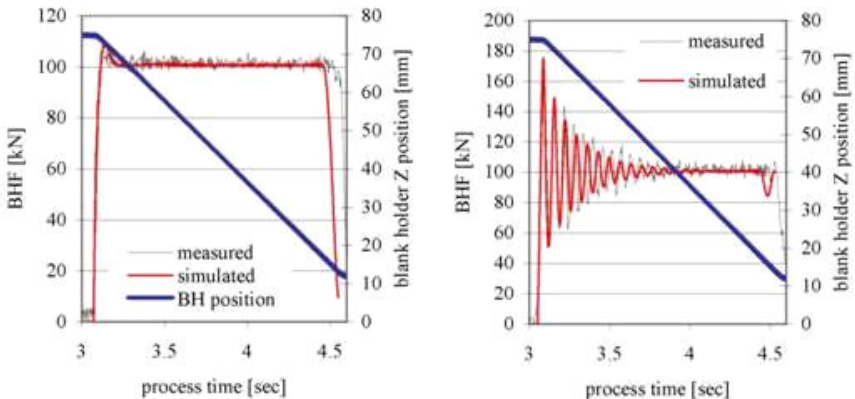 120
100
80
60
40
20
0
BHF [kN]
80
70
60
50
40
30
20
10
0
blank holder Z position [mm]
measured
simulated
BH position
3 3.5 4 4.5
process time [sec]
200
180
160
140
120
100
80
60
40
20
0
BHF [kN]
measured
simulated
80
70
60
50
40
30
20
10
0
blank holder Z position [mm]
3 3.5 4 4.5
process time [sec]